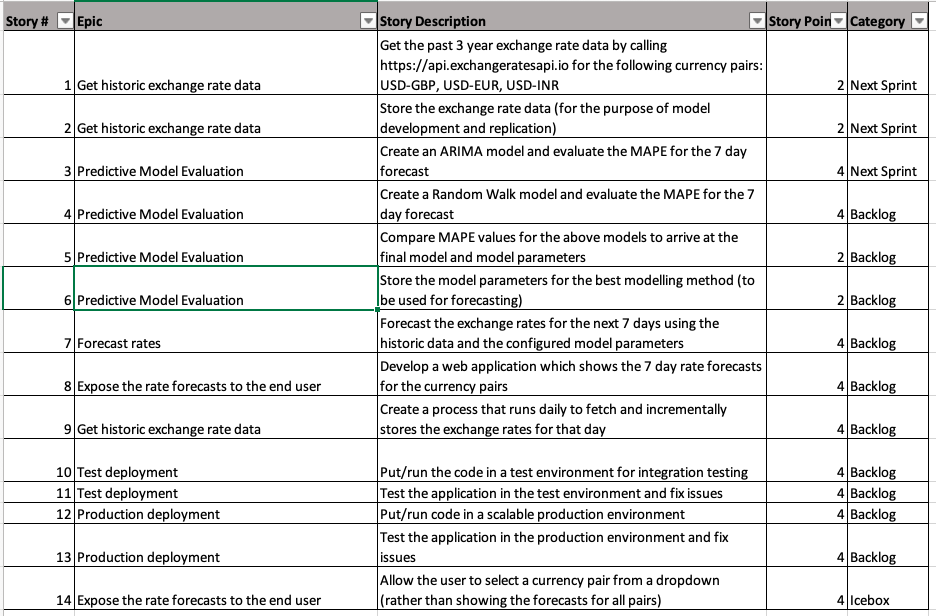 Story # Epic Story Description Story Poin Category
Get the past 3 year exchange rate data by calling
https://api.exchangeratesapi.io for the following currency pairs:
1 Get historic exchange rate data USD-GBP, USD-EUR, USD-INR 2 Next Sprint
Store the exchange rate data (for the purpose of model
2 Get historic exchange rate data development and replication) 2 Next Sprint
Create an ARIMA model and evaluate the MAPE for the 7 day
3 Predictive Model Evaluation forecast 4 Next Sprint
Create a Random Walk model and evaluate the MAPE for the 7
4 Predictive Model Evaluation day forecast 4 Backlog
Compare MAPE values for the above models to arrive at the
5 Predictive Model Evaluation final model and model parameters 2 Backlog
Store the model parameters for the best modelling method (to
6 Predictive Model Evaluation be used for forecasting) 2 Backlog
Forecast the exchange rates for the next 7 days using the
7 Forecast rates historic data and the configured model parameters 4 Backlog
Develop a web application which shows the 7 day rate forecasts
8 Expose the rate forecasts to the end user for the currency pairs 4 Backlog
Create a process that runs daily to fetch and incrementally
9 Get historic exchange rate data stores the exchange rates for that day 4 Backlog
10 Test deployment Put/run the code in a test environment for integration testing 4 Backlog
11 Test deployment Test the application in the test environment and fix issues 4 Backlog
12 Production deployment Put/run code in a scalable production environment 4 Backlog
Test the application in the production environment and fix
13 Production deployment issues 4 Backlog
Allow the user to select a currency pair from a dropdown
14 Expose the rate forecasts to the end user (rather than showing the forecasts for all pairs) 4 Icebox